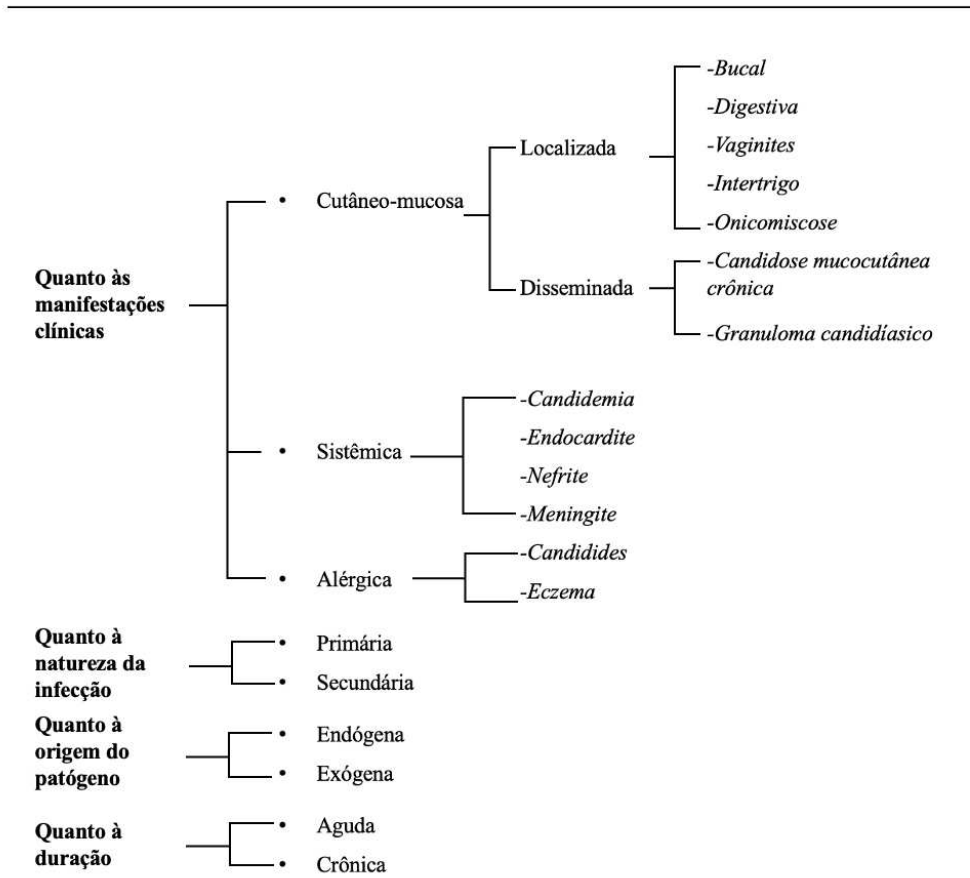 -Bucal
-Digestiva
Localizada
-Vaginites
-Intertrigo
• Cutâneo-mucosa
-Onicomiscose
Quanto às
manifestações
clínicas
Disseminada
-Candidose mucocutânea
crônica
-Granuloma candidíasico
-Candidemia
-Endocardite
• Sistêmica
-Nefrite
-Meningite
-Candidides
• Alérgica
-Eczema
Quanto à
natureza da
infecção
• Primária
• Secundária
Quanto à
origem do
patógeno
• Endógena
• Exógena
Quanto à
duração
• Aguda
• Crônica